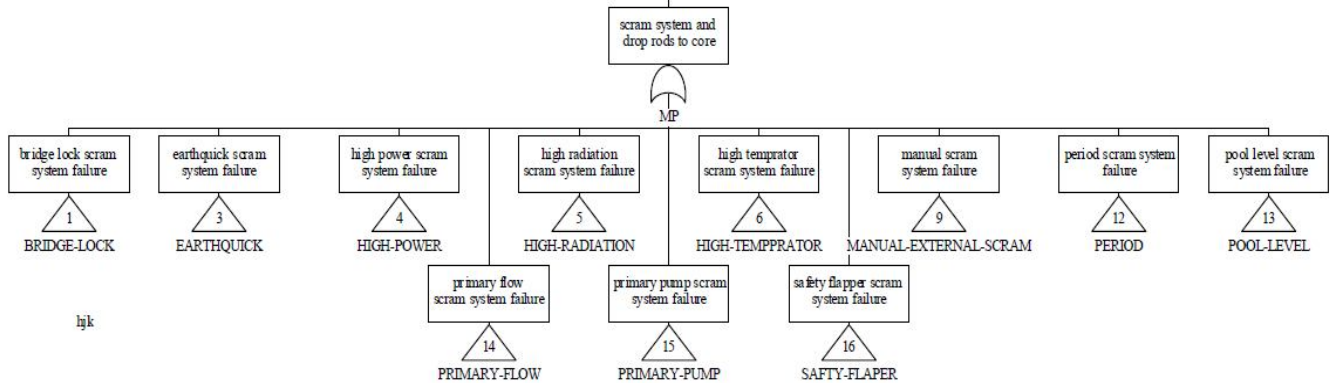 scram system and
drop rods to core
MP
bridge lock scram
system failure
1
BRIDGE-LOCK
earthquick scram
system failure
3
EARTHQUICK
high power scram
system failure
4
HIGH-POWER
high radiation
scram system failure
5
HIGH-RADIATION
high temprator
scram system failure
6
HIGH-TEMPPRATOR
manual scram
system failure
9
MANUAL-EXTERNAL-SCRAM
period scram system
failure
12
PERIOD
pool level scram
system failure
13
POOL-LEVEL
primary flow
scram system failure
14
PRIMARY-FLOW
primary pump scram
system failure
15
PRIMARY-PUMP
safety flapper scram
system failure
16
SAFTY-FLAPER
hjk